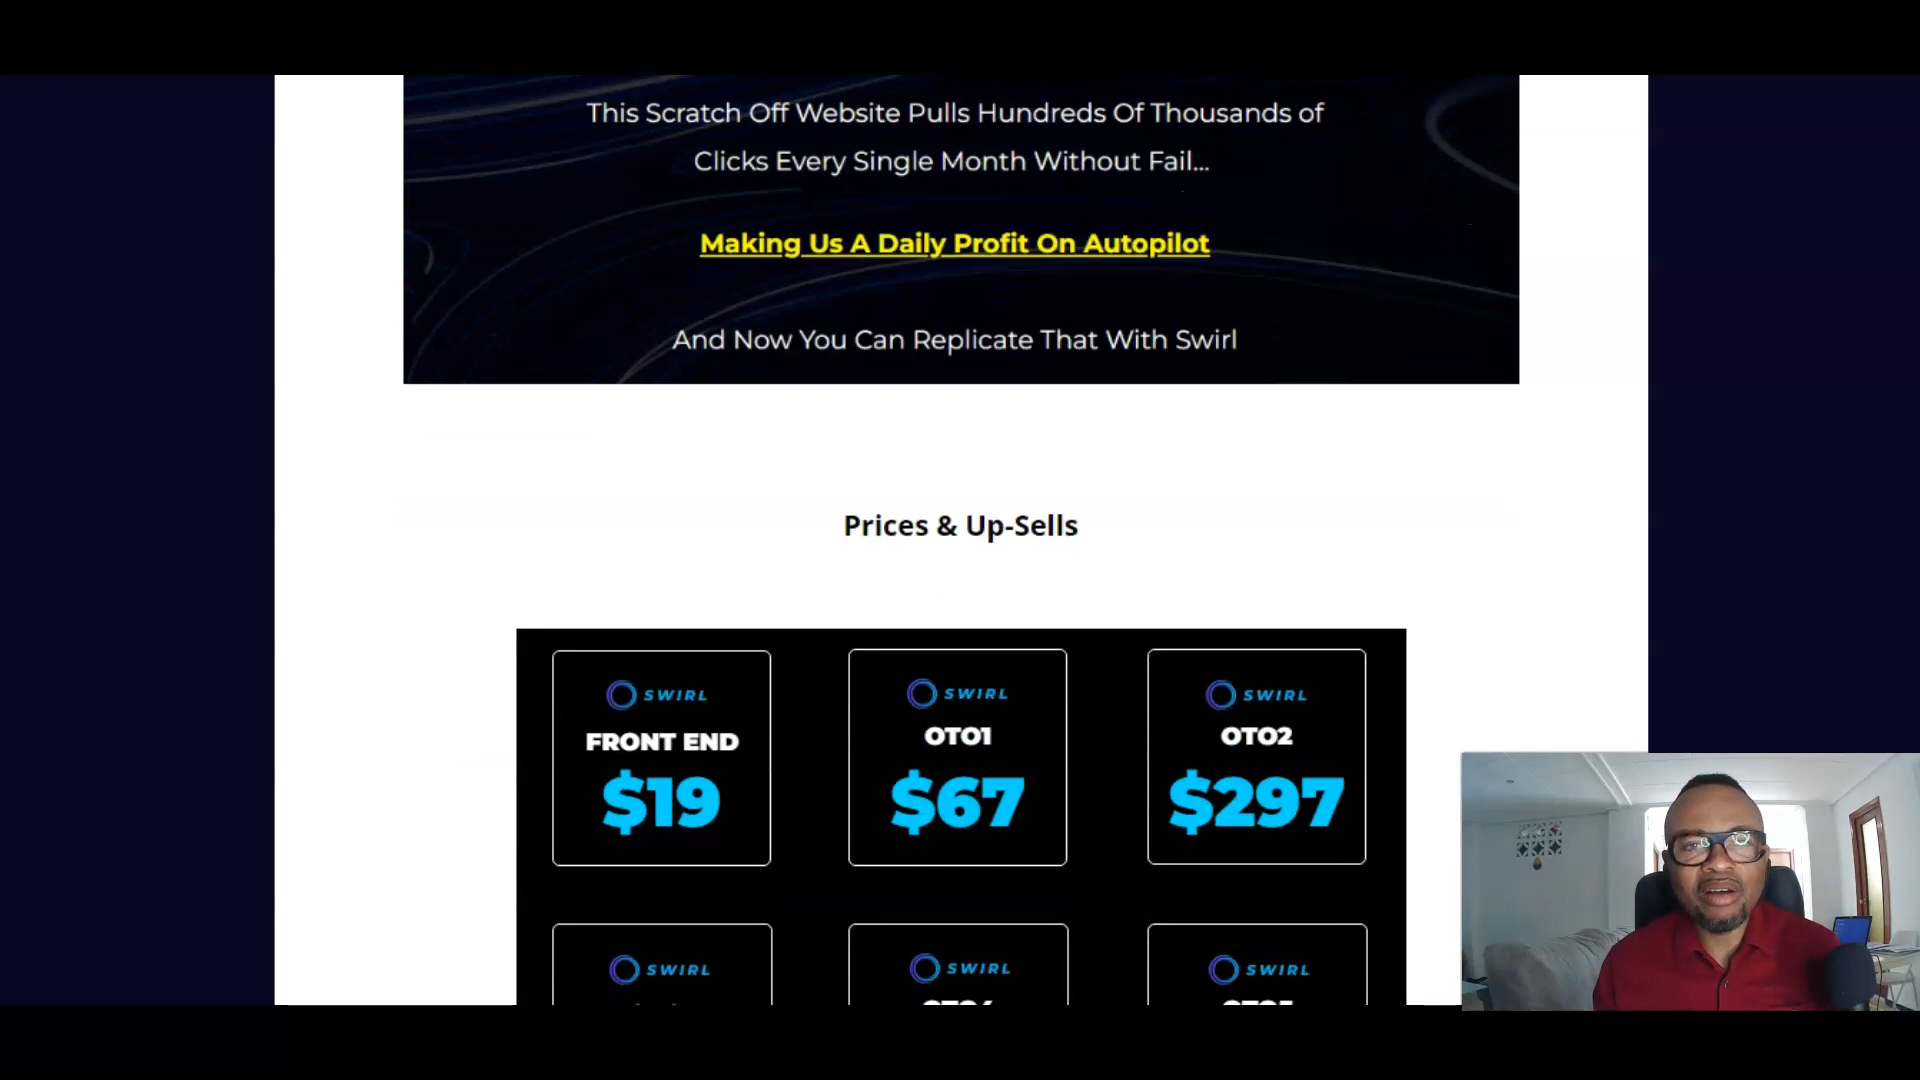 This Scratch Off Website Pulls Hundreds Of Thousands of
Clicks Every Single Month Without Fail...
Making Us A Daily Profit On Autopilot
And Now You Can Replicate That With Swirl
Prices & Up-Sells
SWIRL
FRONT END
$19
SWIRL
OTO1
$67
SWIRL
OTO2
$297
SWIRL
SWIRL
SWIRL